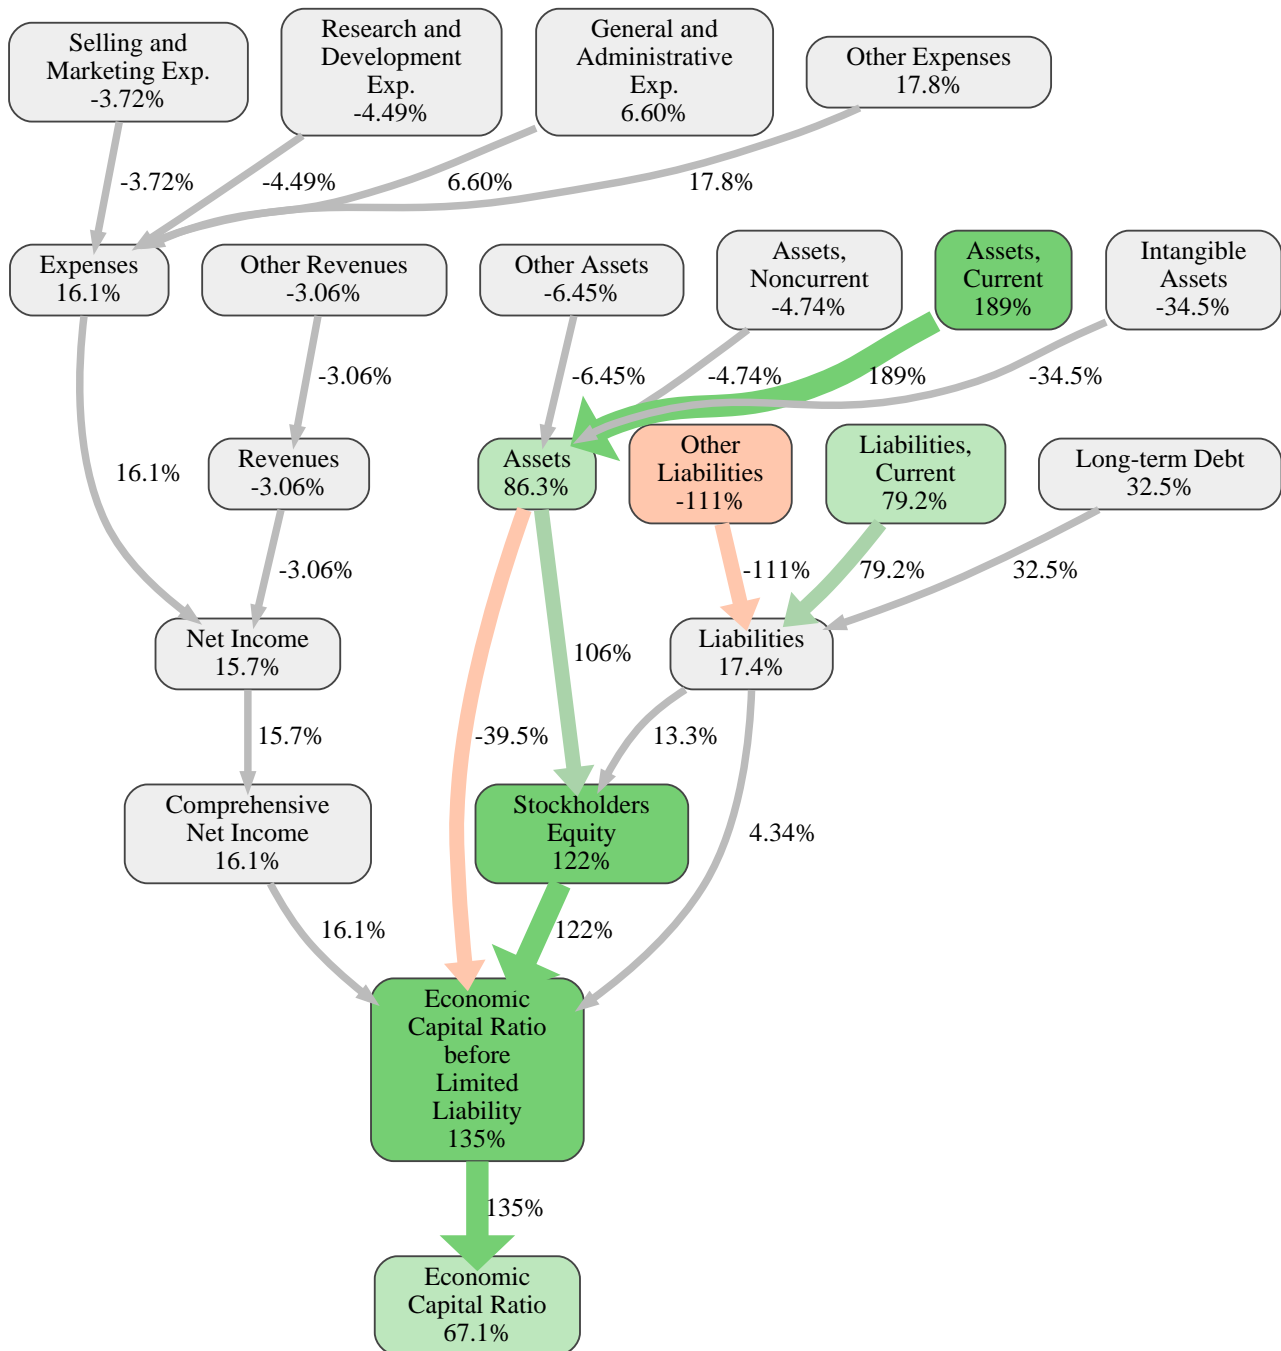 Selling and
Marketing Exp.
-3.72%
Research and
Development
Exp.
-4.49%
General and
Administrative
Exp.
6.60%
Other Expenses
17.8%
-3.72%
-4.49%
6.60%
17.8%
Expenses
16.1%
Other Revenues
-3.06%
Other Assets
-6.45%
Assets,
Noncurrent
-4.74%
Assets,
Current
189%
Intangible
Assets
-34.5%
-3.06%
-6.45%
-4.74%
189%
-34.5%
16.1%
Revenues
-3.06%
Assets
86.3%
Other
Liabilities
-111%
Liabilities,
Current
79.2%
Long-term Debt
32.5%
-3.06%
-111%
79.2%
32.5%
Net Income
15.7%
106%
Liabilities
17.4%
15.7%
-39.5%
13.3%
Comprehensive
Net Income
16.1%
Stockholders
Equity
122%
4.34%
16.1%
122%
Economic
Capital Ratio
before
Limited
Liability
135%
135%
Economic
Capital Ratio
67.1%